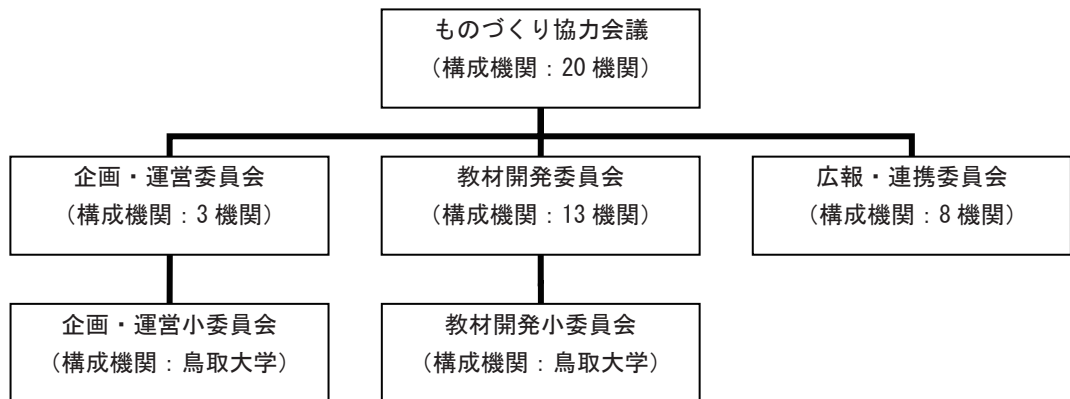 ものづくり協力会議
（構成機関：20 機関）
企画・運営委員会
（構成機関：3 機関）
教材開発委員会
（構成機関：13 機関）
広報・連携委員会
（構成機関：8 機関）
企画・運営小委員会
（構成機関：鳥取大学）
教材開発小委員会
（構成機関：鳥取大学）